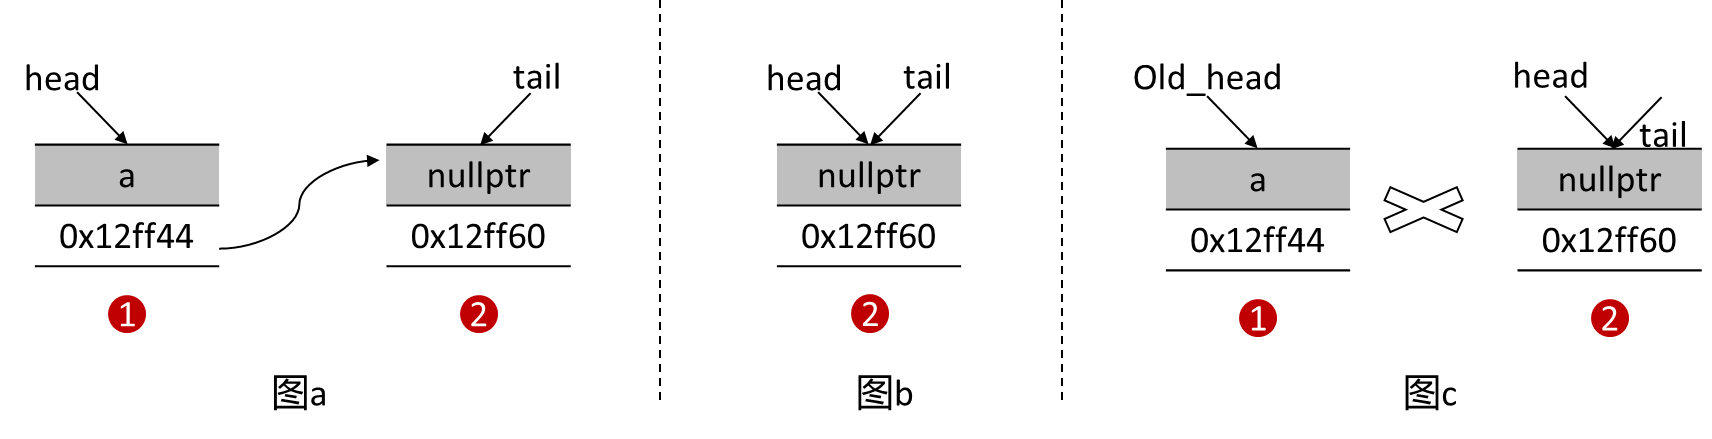 head
tail
a
nullptr
0x12ff44
0x12ff60
1
2
图a
head
tail
nullptr
0x12ff60
2
图b
Old_head
head
tail
a
nullptr
0x12ff44
0x12ff60
1
2
图c